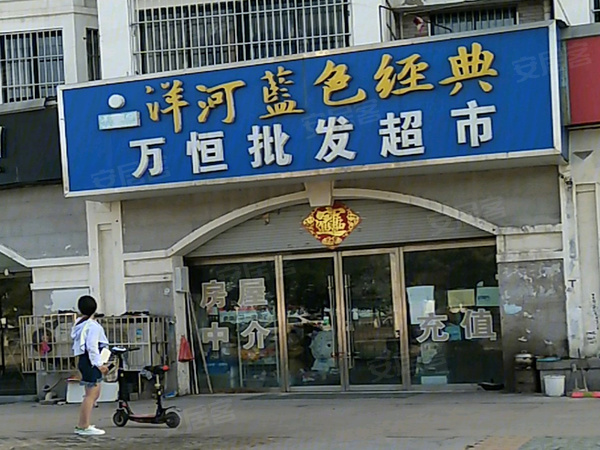 洋河藍色经典
万恒批发超市
房屋
中介
充值